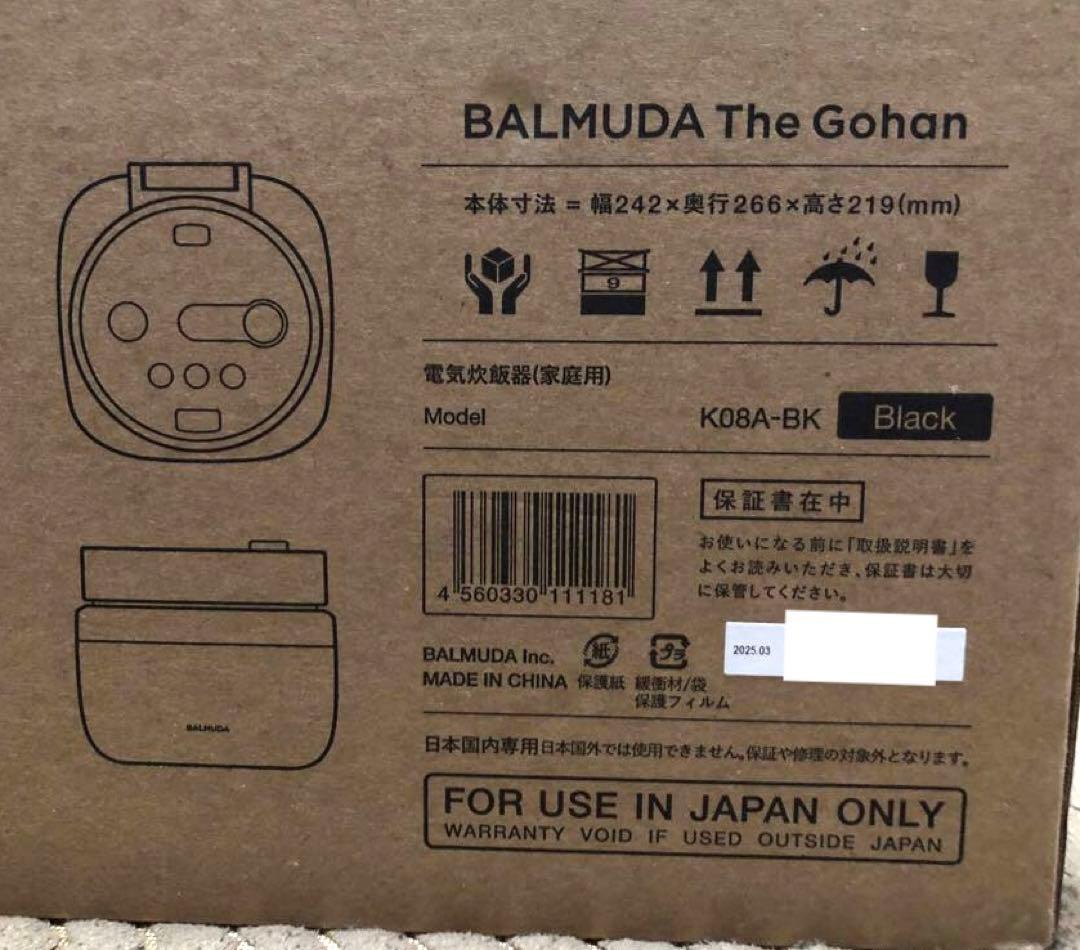 BALMUDA The Gohan
本体寸法 = 幅242×奥行266×高さ219(mm)
9
電気炊飯器(家庭用)
Model K08A-BK Black
4 560330 111181
保証書在中
お使いになる前に「取扱説明書」を
よくお読みいただき、保証書は大切
に保管してください。
2025.03
BALMUDA Inc.
MADE IN CHINA
紙
保護紙
プラ
緩衝材/袋
保護フィルム
BALMUDA
日本国内専用日本国外では使用できません。保証や修理の対象外となります。
FOR USE IN JAPAN ONLY
WARRANTY VOID IF USED OUTSIDE JAPAN